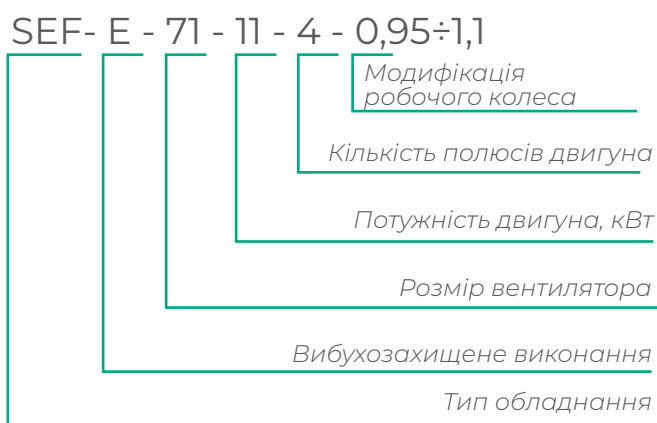 SEF- E - 71 - 11 - 4 - 0,95÷1,1
Модифікація
робочого колеса
Кількість полюсів двигуна
Потужність двигуна, кВт
Розмір вентилятора
Вибухозахищене виконання
Тип обладнання